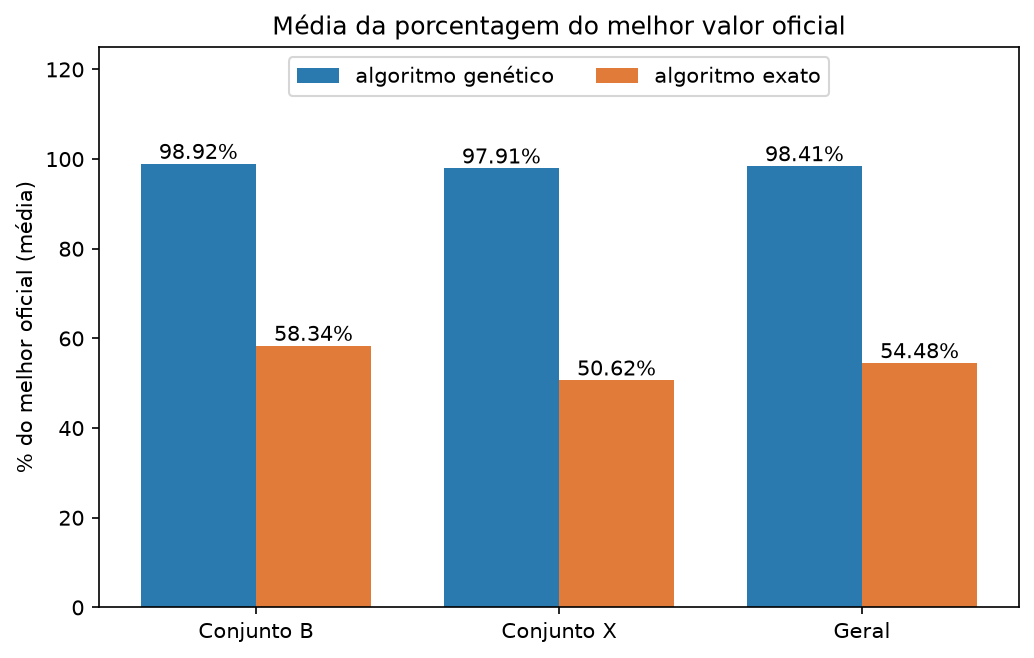 Média da porcentagem do melhor valor oficial
algoritmo genético algoritmo exato
% do melhor oficial (média)
120
100
80
60
40
20
0
98.92% 58.34% 97.91% 50.62% 98.41% 54.48%
Conjunto B Conjunto X Geral